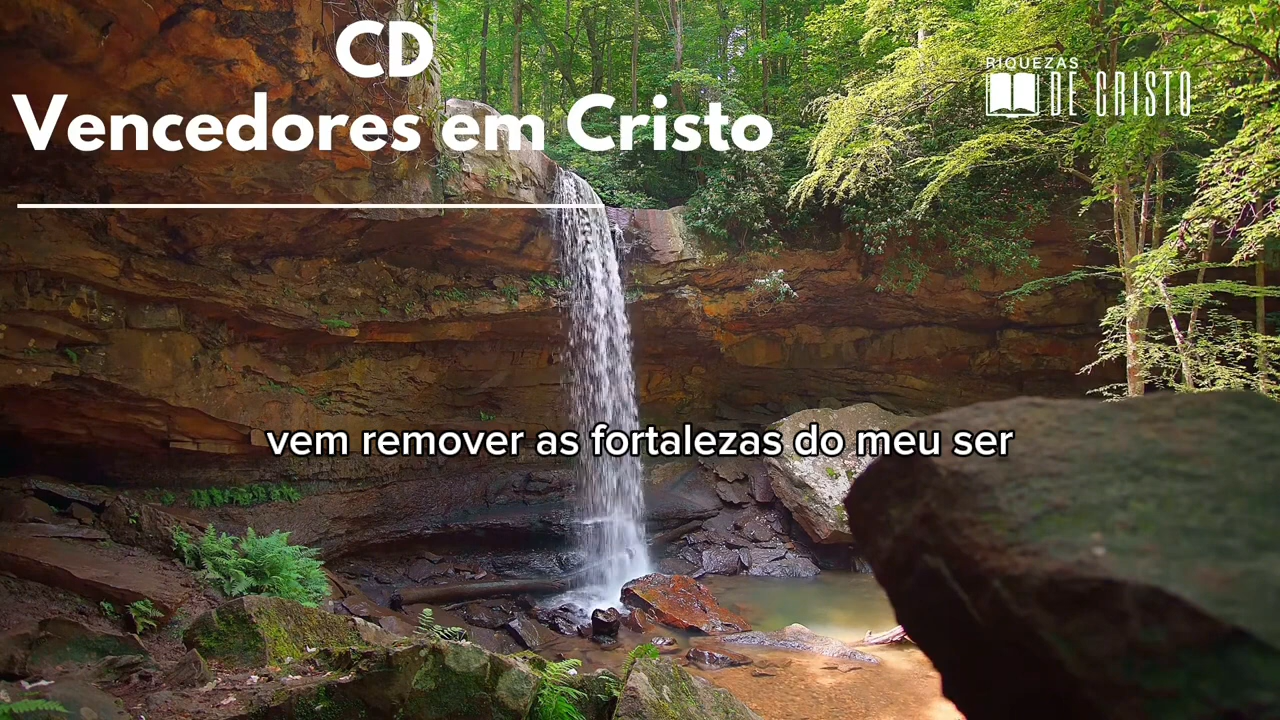 CD
Vencedores em Cristo
RIQUEZAS
DE CRISTO
vem remover as fortalezas do meu ser